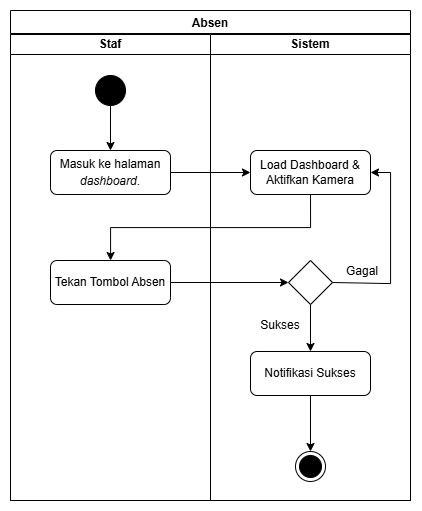 Absen
Staf
Sistem
Masuk ke halaman
dashboard.
Load Dashboard &
Aktifkan Kamera
Tekan Tombol Absen
Gagal
Sukses
Notifikasi Sukses